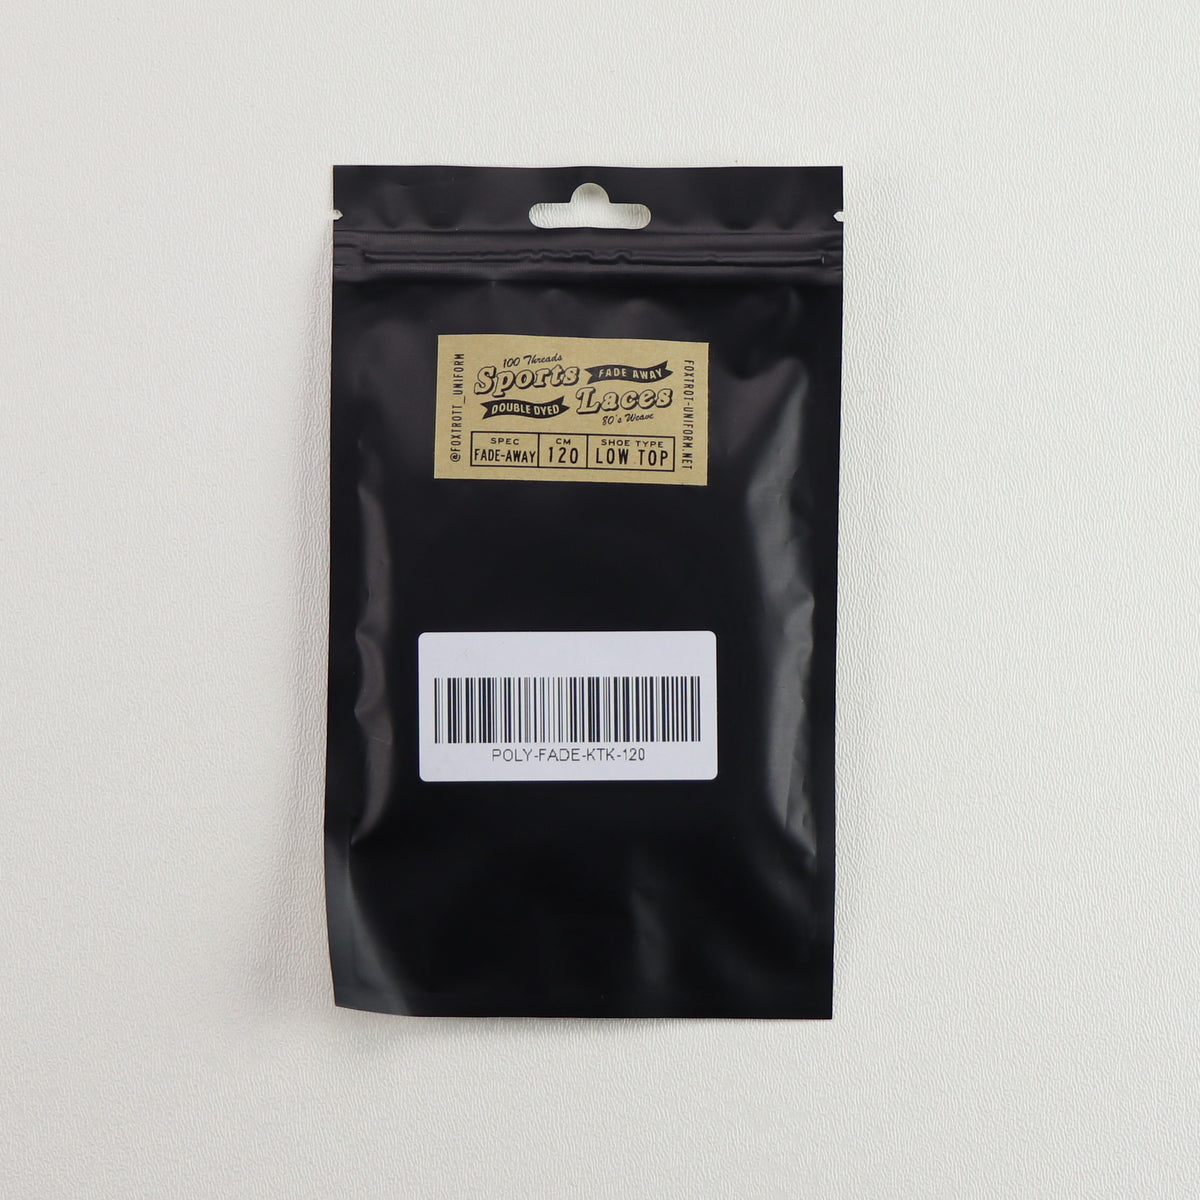 @FOXTROTT_UNIFORM
100 Threads
Sports
FADE AWAY
DOUBLE DYED
Laces
80's Weave
SPEC
FADE-AWAY
CM
120
SHOE TYPE
LOW TOP
FOXTROT-UNIFORM.NET
POLY-FADE-KTK-120